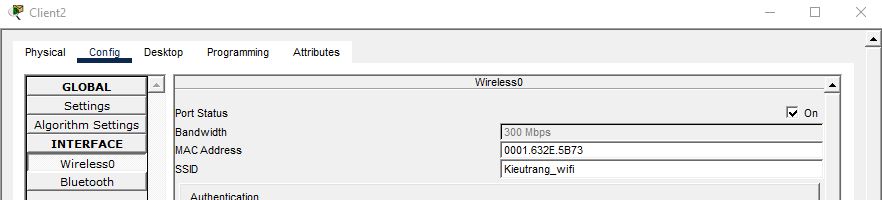 Client2
Physical Config Desktop Programming Attributes
GLOBAL
Settings
Algorithm Settings
INTERFACE
Wireless0
Bluetooth
Wireless0
Port Status On
Bandwidth 300 Mbps
MAC Address 0001.632E.5B73
SSID Kieutrang_wifi
Authentication